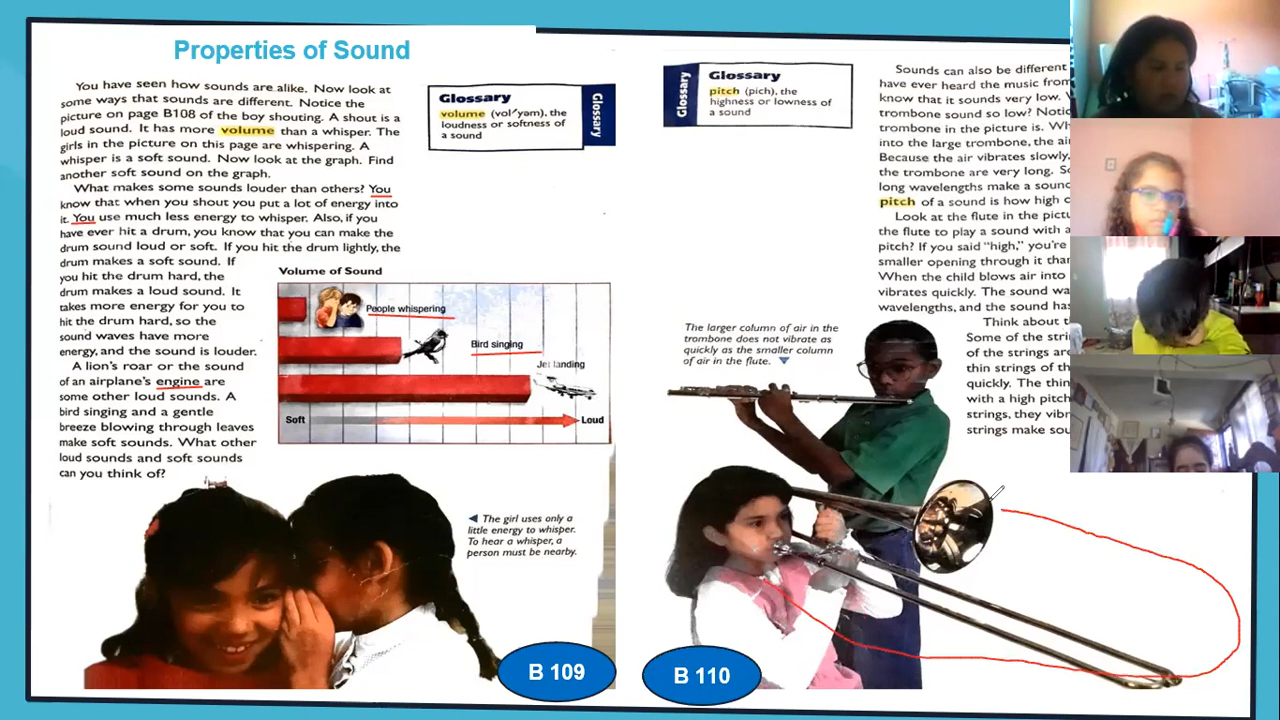 Properties of Sound
You have seen how sounds are alike. Now look at
some ways that sounds are different. Notice the
picture on page B108 of the boy shouting. A shout is a
loud sound. It has more volume than a whisper. The
girls in the picture on this page are whispering. A
whisper is a soft sound. Now look at the graph. Find
another soft sound on the graph.
What makes some sounds louder than others? You
know that when you shout you put a lot of energy into
it. You use much less energy to whisper. Also, if you
have ever hit a drum, you know that you can make the
drum sound loud or soft. If you hit the drum lightly, the
drum makes a soft sound. If
you hit the drum hard, the
drum makes a loud sound. It
takes more energy for you to
hit the drum hard, so the
sound waves have more
energy, and the sound is louder.
A lion's roar or the sound
of an airplane's engine are
some other loud sounds. A
bird singing and a gentle
breeze blowing through leaves
make soft sounds. What other
loud sounds and soft sounds
can you think of?
Glossary
volume (vol′yəm), the
loudness or softness of
a sound
Glossary
Volume of Sound
People whispering
Bird singing
Jet landing
Soft
Loud
◀ The girl uses only a
little energy to whisper.
To hear a whisper, a
person must be nearby.
B 109
Glossary
Glossary
pitch (pich), the
highness or lowness of
a sound
Sounds can also be different
have ever heard the music from
know that it sounds very low.
trombone sound so low?
trombone in the picture is.
into the large trombone, the air
Because the air vibrates slowly,
the trombone are very long.
long wavelengths make a sound
pitch of a sound is how high
Look at the flute in the
the flute to play a sound with a
pitch? If you said "high," you're
smaller opening through it than
When the child blows air into
vibrates quickly. The sound
wavelengths, and the sound has
Think about
Some of the
of the strings are
thin strings of
quickly. The
with a high pitch
strings, they
strings make
The larger column of air in the
trombone does not vibrate as
quickly as the smaller column
of air in the flute. ▼
B 110